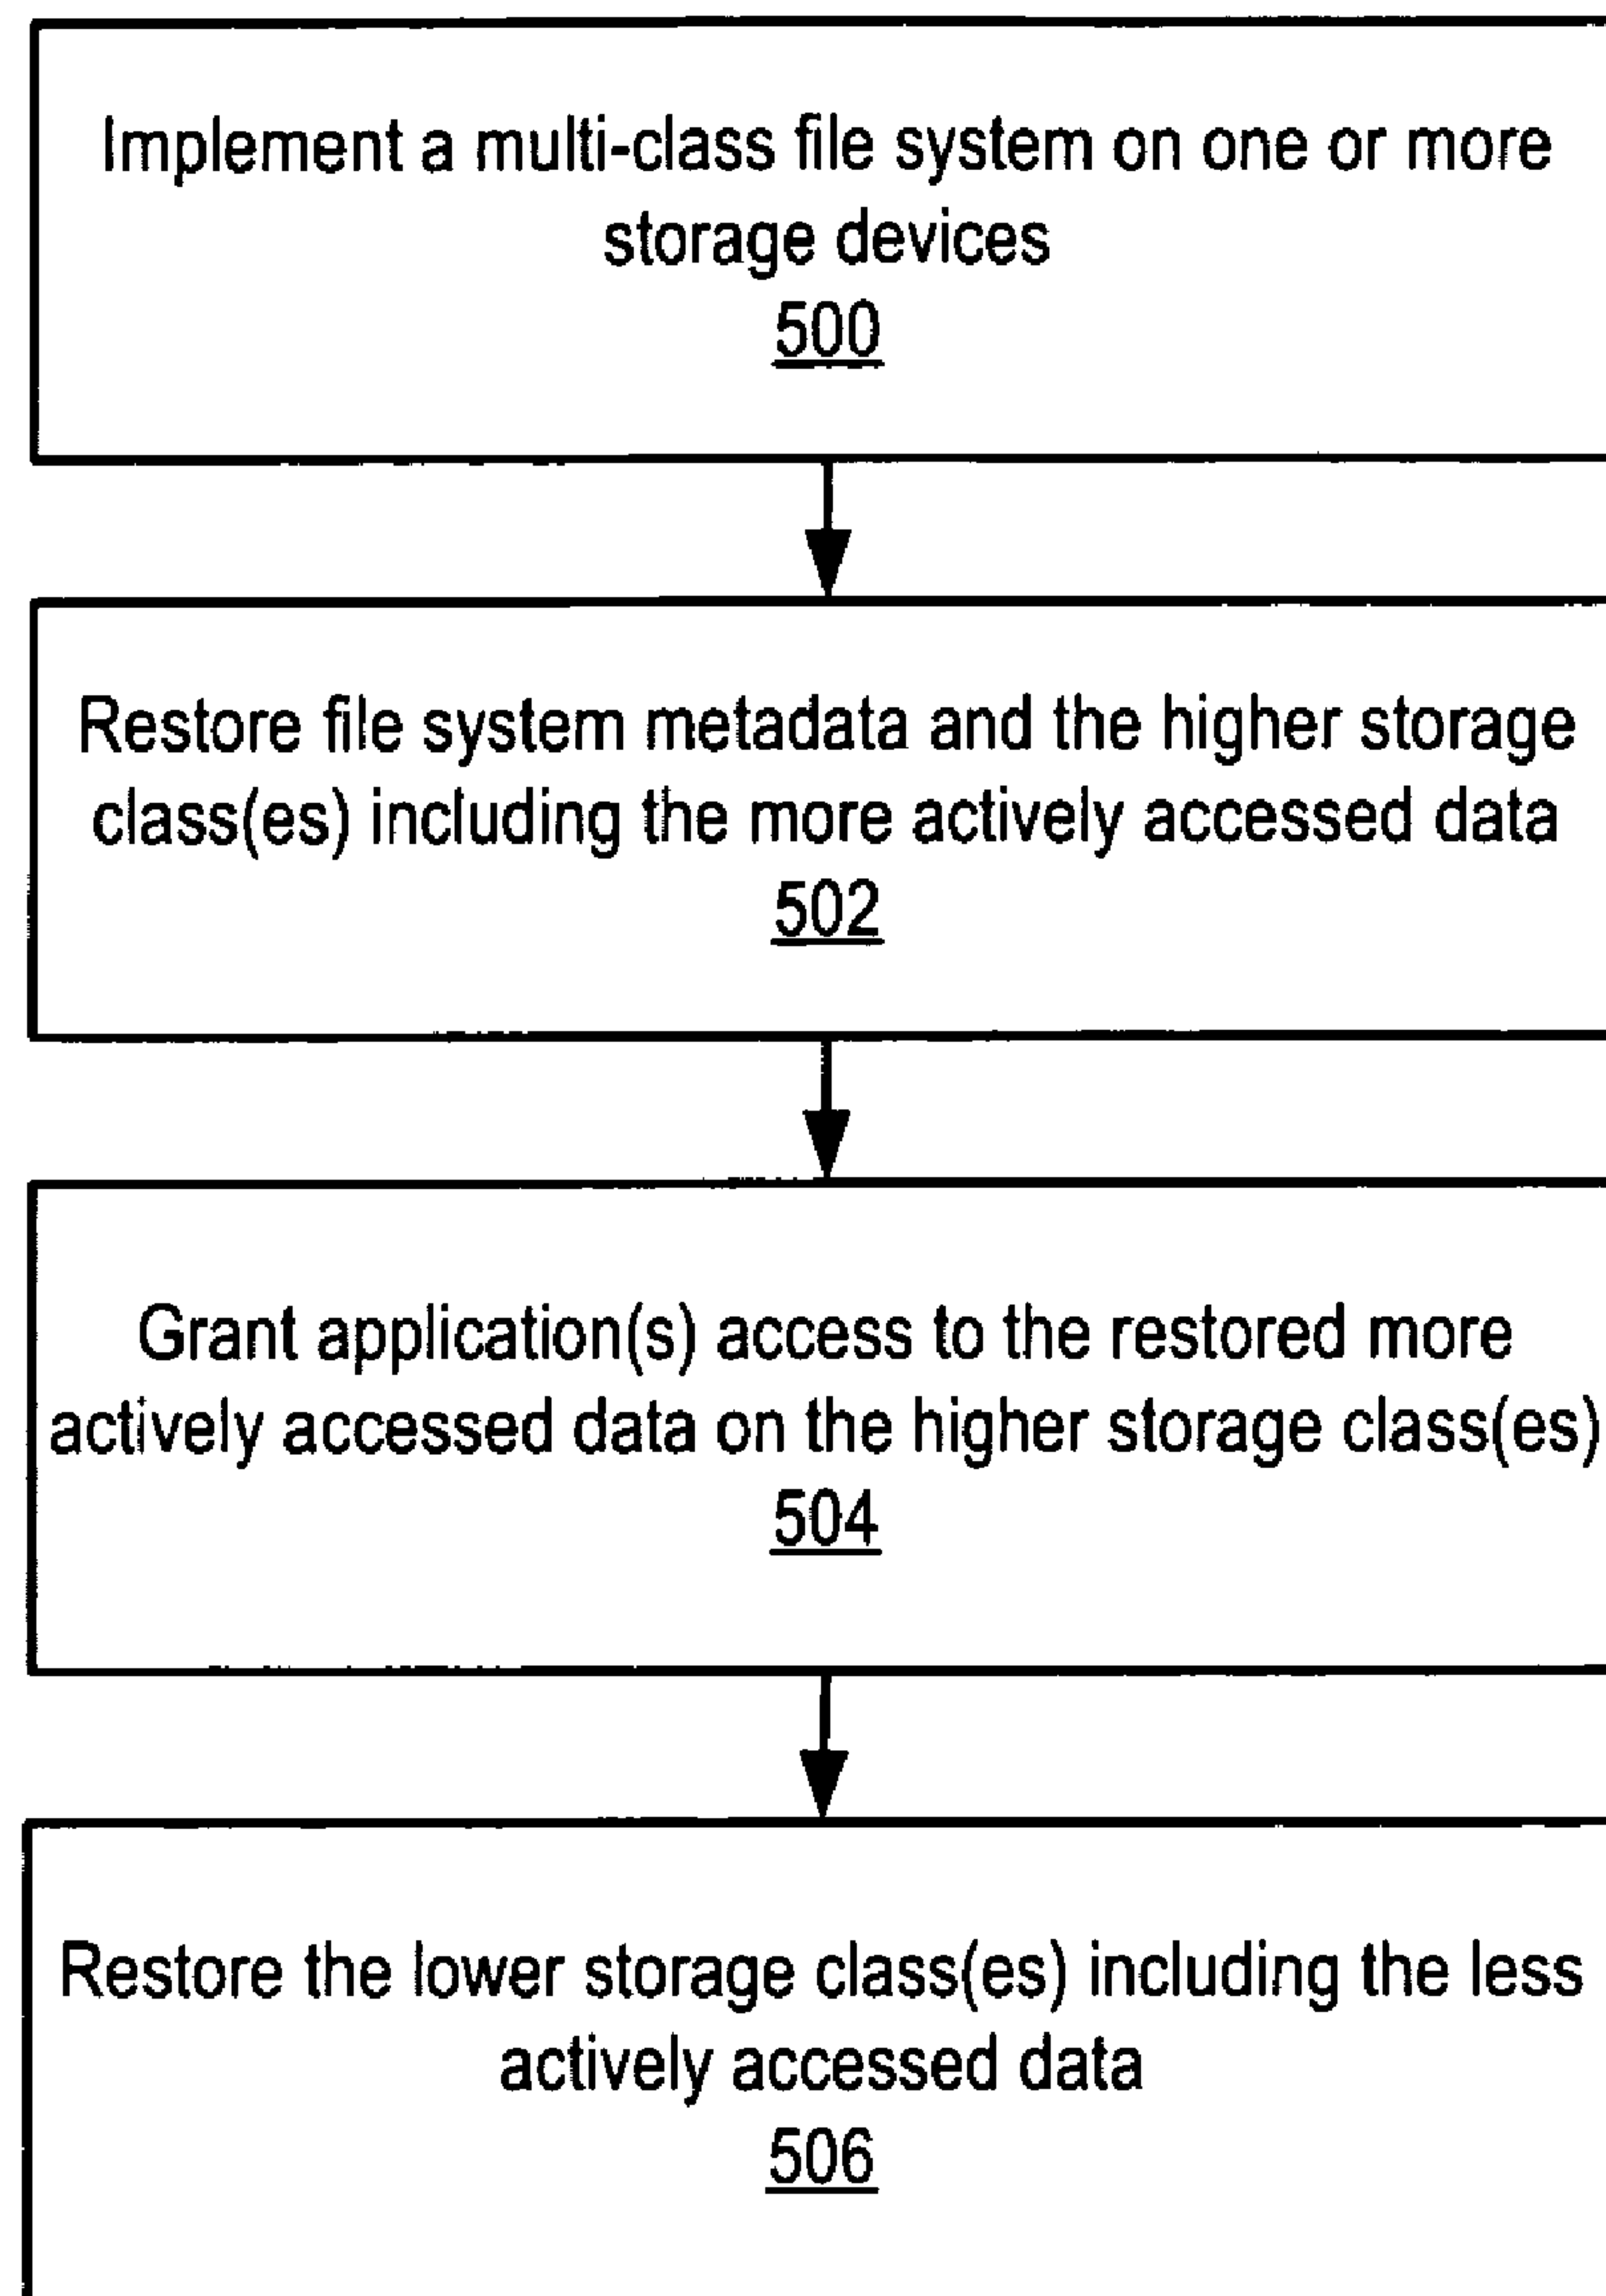 Implement a multi-class file system on one or more
storage devices
500
Restore file system metadata and the higher storage
class(es) including the more actively accessed data
502
Grant application(s) access to the restored more
actively accessed data on the higher storage class(es)
504
Restore the lower storage class(es) including the less
actively accessed data
506